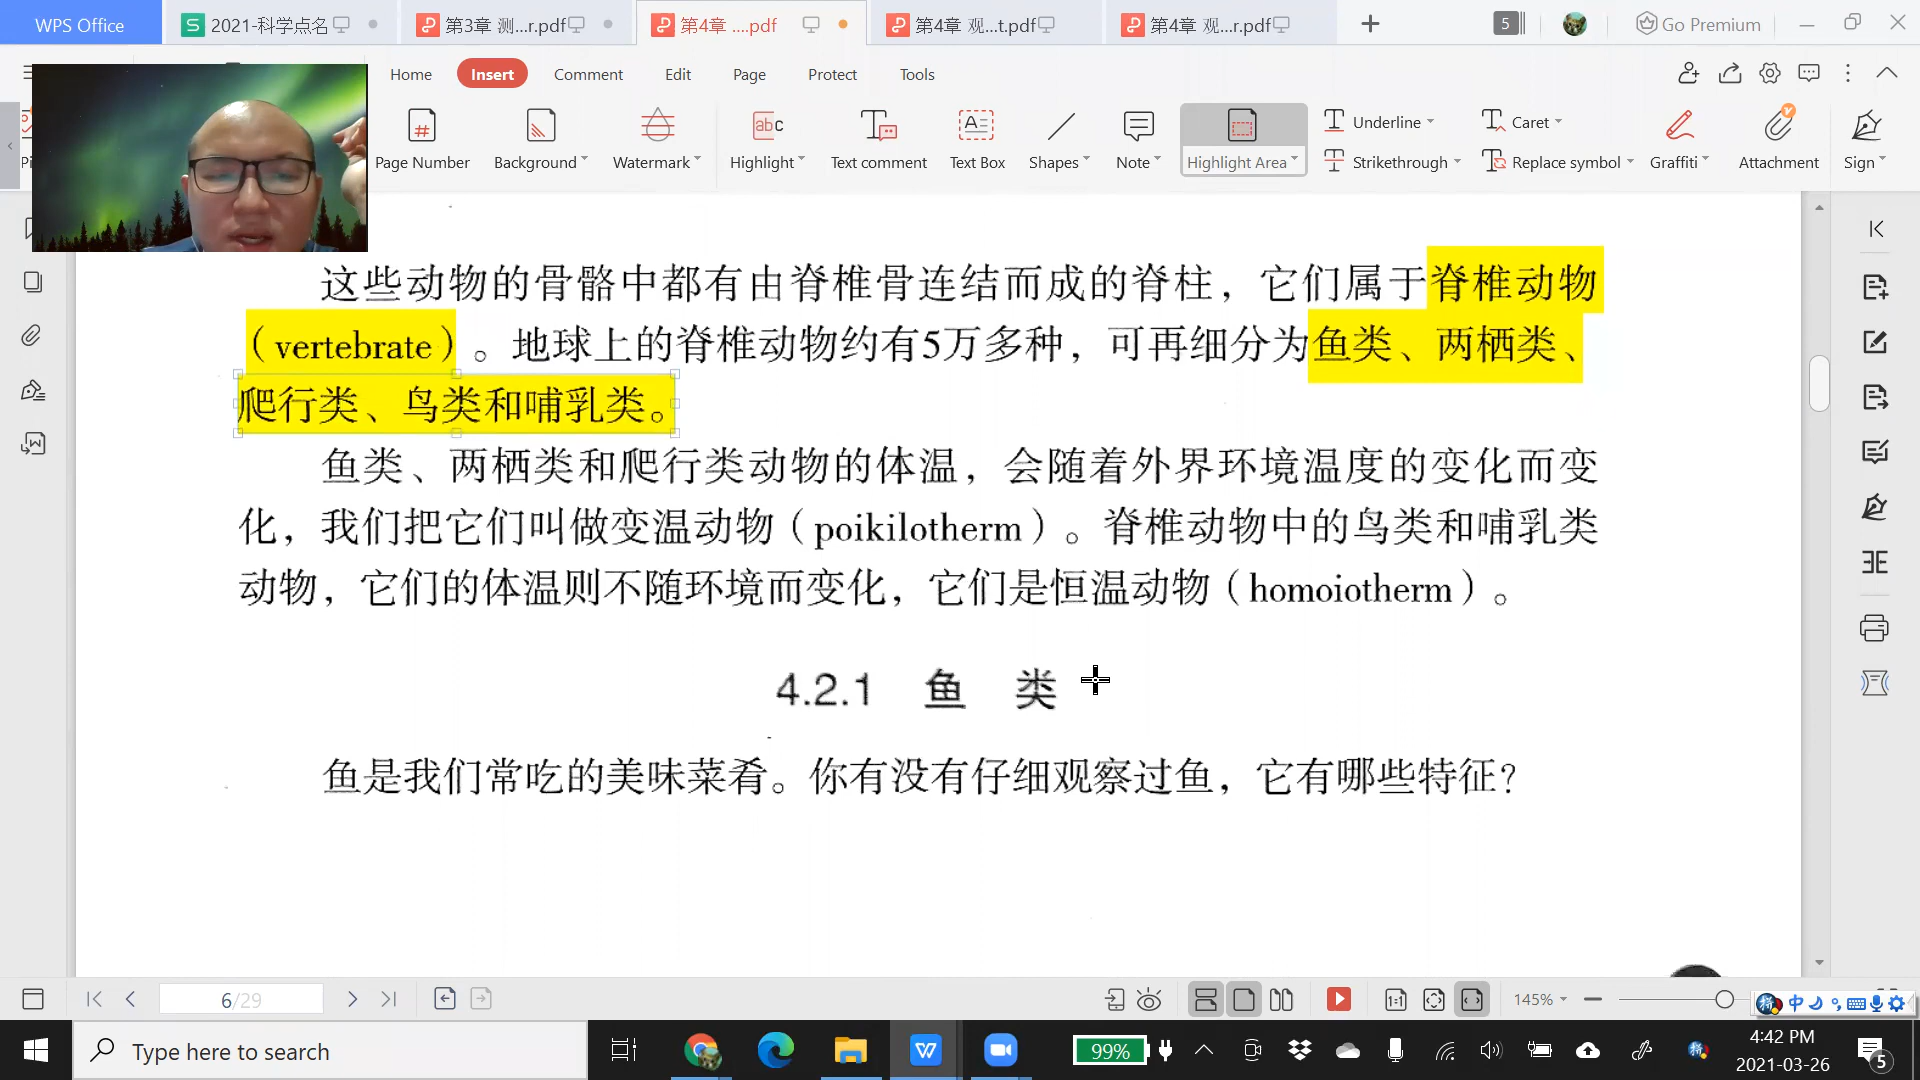 WPS Office
2021-科学点名
第3章 测...r.pdf
第4章 ....pdf
第4章 观...t.pdf
第4章 观...r.pdf
5
Go Premium
Home
Insert
Comment
Edit
Page
Protect
Tools
Page Number
Background
Watermark
Highlight
Text comment
Text Box
Shapes
Note
Highlight Area
Underline
Strikethrough
Caret
Replace symbol
Graffiti
Attachment
Sign
这些动物的骨骼中都有由脊椎骨连结而成的脊柱，它们属于脊椎动物
（vertebrate）。地球上的脊椎动物约有5万多种，可再细分为鱼类、两栖类、
爬行类、鸟类和哺乳类。
鱼类、两栖类和爬行类动物的体温，会随着外界环境温度的变化而变
化，我们把它们叫做变温动物（poikilotherm）。脊椎动物中的鸟类和哺乳类
动物，它们的体温则不随环境而变化，它们是恒温动物（homoiotherm）。
4.2.1 鱼 类
鱼是我们常吃的美味菜肴。你有没有仔细观察过鱼，它有哪些特征？
6/29
145%
中
Type here to search
99%
4:42 PM
2021-03-26
5